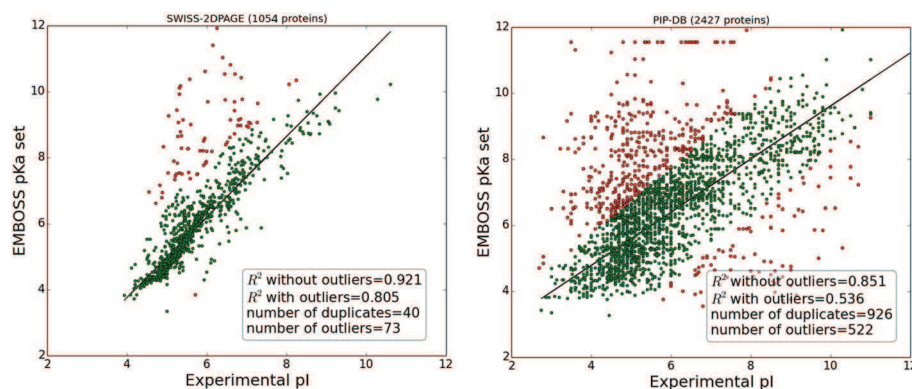 SWISS-2DPAGE (1054 proteins)
EMBOSS pKa set
12
10
8
6
4
2
R² without outliers=0.921
R² with outliers=0.805
number of duplicates=40
number of outliers=73
2 4 6 8 10 12
Experimental pI
PIP-DB (2427 proteins)
EMBOSS pKa set
12
10
8
6
4
2
R² without outliers=0.851
R² with outliers=0.536
number of duplicates=926
number of outliers=522
2 4 6 8 10 12
Experimental pI